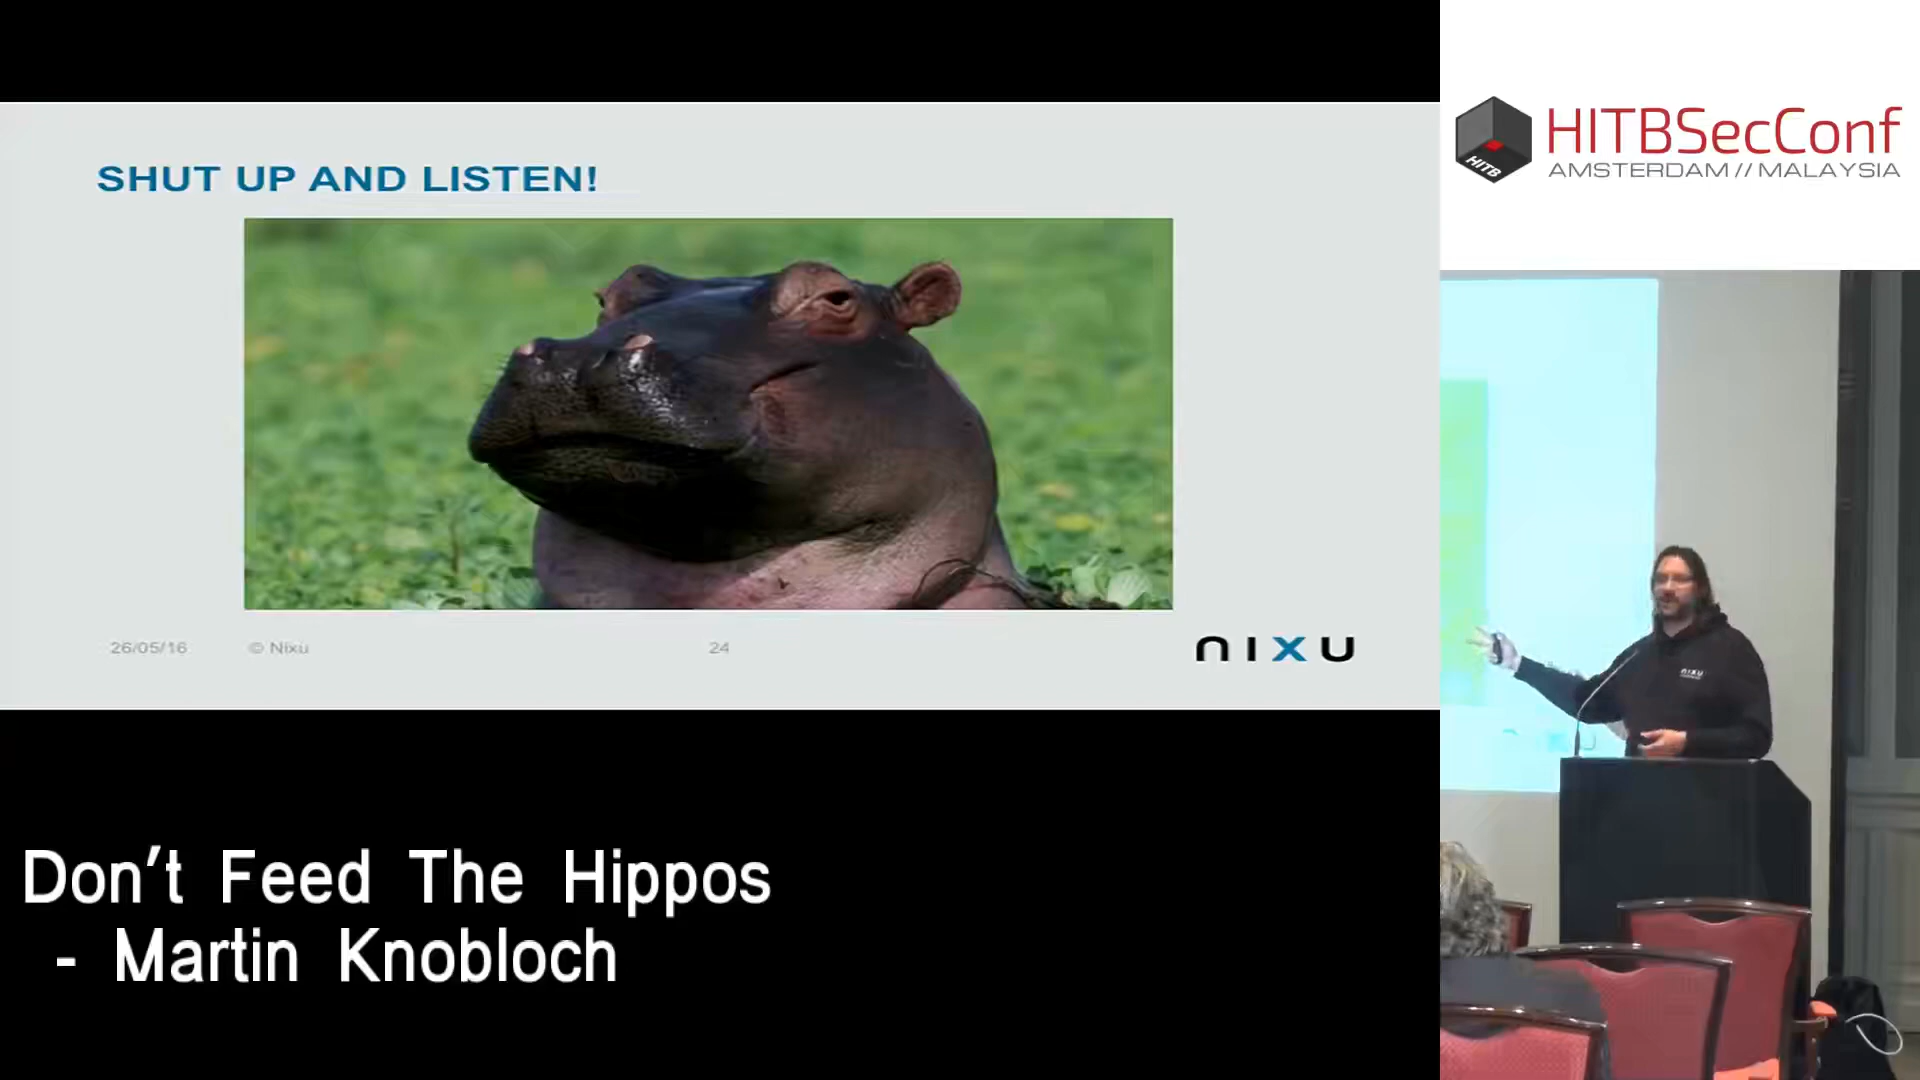 SHUT UP AND LISTEN!
26/05/16 © Nixu 24 nixu
Don't Feed The Hippos
- Martin Knobloch
HITB
HITBSecConf
AMSTERDAM // MALAYSIA
nixu